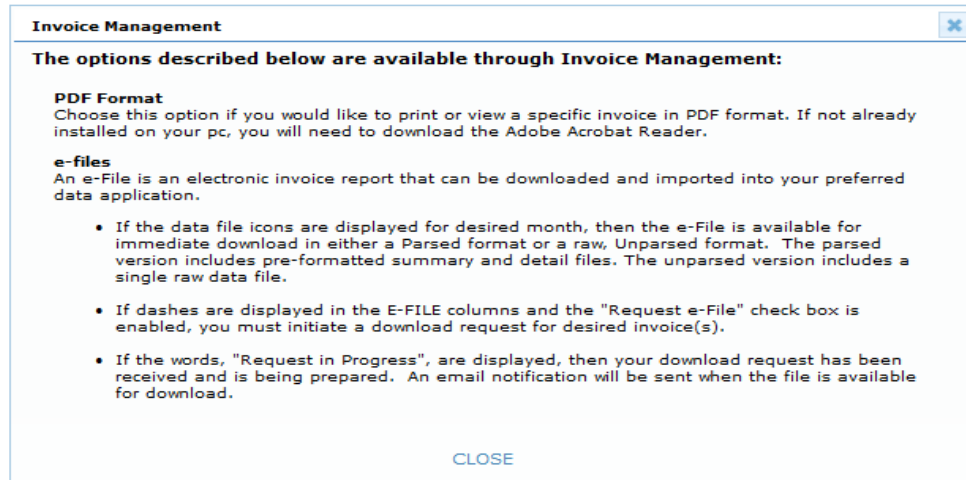 Invoice Management
The options described below are available through Invoice Management:
PDF Format
Choose this option if you would like to print or view a specific invoice in PDF format. If not already
installed on your pc, you will need to download the Adobe Acrobat Reader.
e-files
An e-File is an electronic invoice report that can be downloaded and imported into your preferred
data application.
• If the data file icons are displayed for desired month, then the e-File is available for
immediate download in either a Parsed format or a raw, Unparsed format.  The parsed
version includes pre-formatted summary and detail files. The unparsed version includes a
single raw data file.
• If dashes are displayed in the E-FILE columns and the "Request e-File" check box is
enabled, you must initiate a download request for desired invoice(s).
• If the words, "Request in Progress", are displayed, then your download request has been
received and is being prepared.  An email notification will be sent when the file is available
for download.
CLOSE